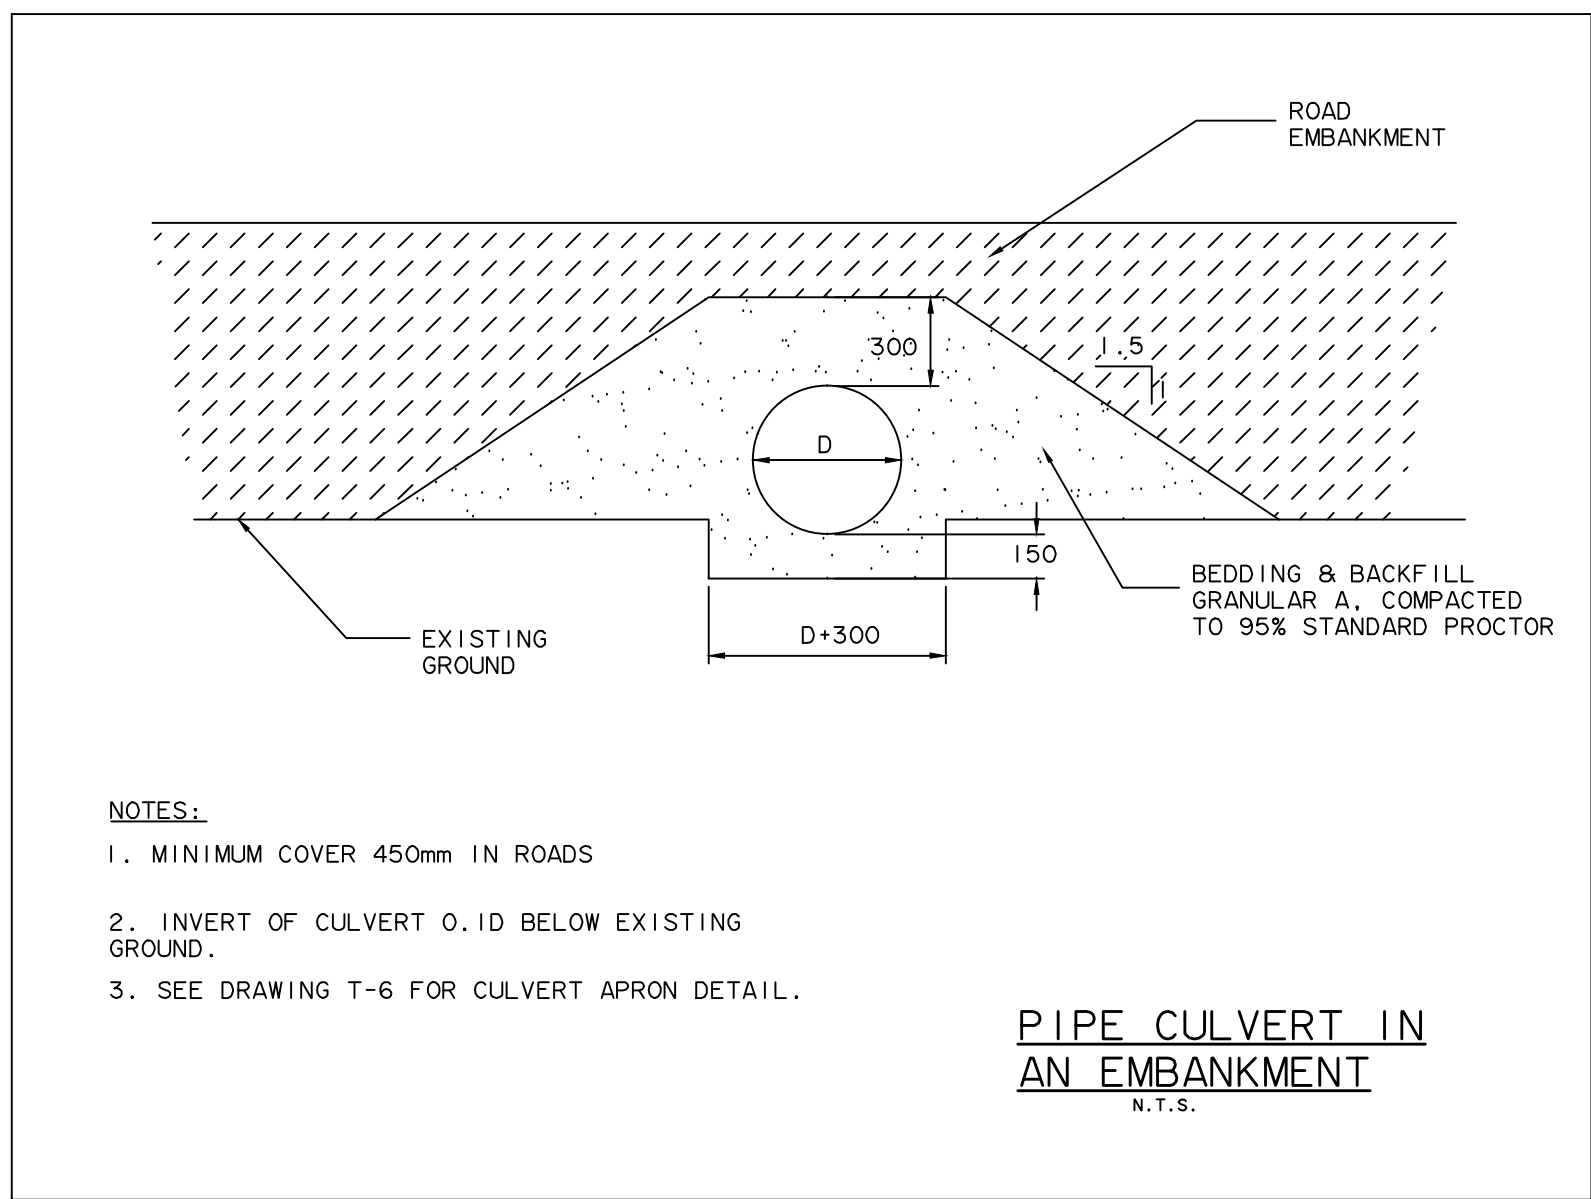 ROAD
EMBANKMENT
300
1.5
1
D
150
BEDDING & BACKFILL
GRANULAR A, COMPACTED
TO 95% STANDARD PROCTOR
D+300
EXISTING
GROUND
NOTES:
1. MINIMUM COVER 450mm IN ROADS
2. INVERT OF CULVERT 0.1D BELOW EXISTING
GROUND.
3. SEE DRAWING T-6 FOR CULVERT APRON DETAIL.
PIPE CULVERT IN
AN EMBANKMENT
N.T.S.